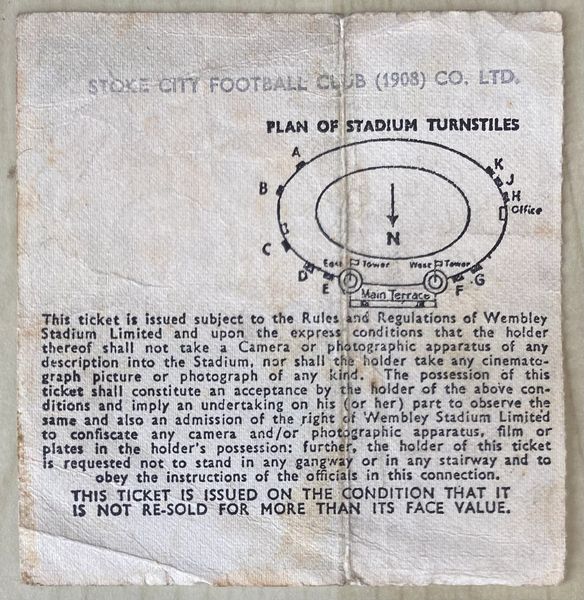 STOKE CITY FOOTBALL CLUB (1908) CO. LTD.
PLAN OF STADIUM TURNSTILES
A
K
J
B
H
Office
N
C
East Tower
West Tower
D
E
F
G
Main Terrace
This ticket is issued subject to the Rules and Regulations of Wembley
Stadium Limited and upon the express conditions that the holder
thereof shall not take a Camera or photographic apparatus of any
description into the Stadium, nor shall the holder take any cinemato-
graph picture or photograph of any kind. The possession of this
ticket shall constitute an acceptance by the holder of the above con-
ditions and imply an undertaking on his (or her) part to observe the
same and also an admission of the right of Wembley Stadium Limited
to confiscate any camera and/or photographic apparatus, film or
plates in the holder's possession: further, the holder of this ticket
is requested not to stand in any gangway or in any stairway and to
obey the instructions of the officials in this connection.
THIS TICKET IS ISSUED ON THE CONDITION THAT IT
IS NOT RE-SOLD FOR MORE THAN ITS FACE VALUE.